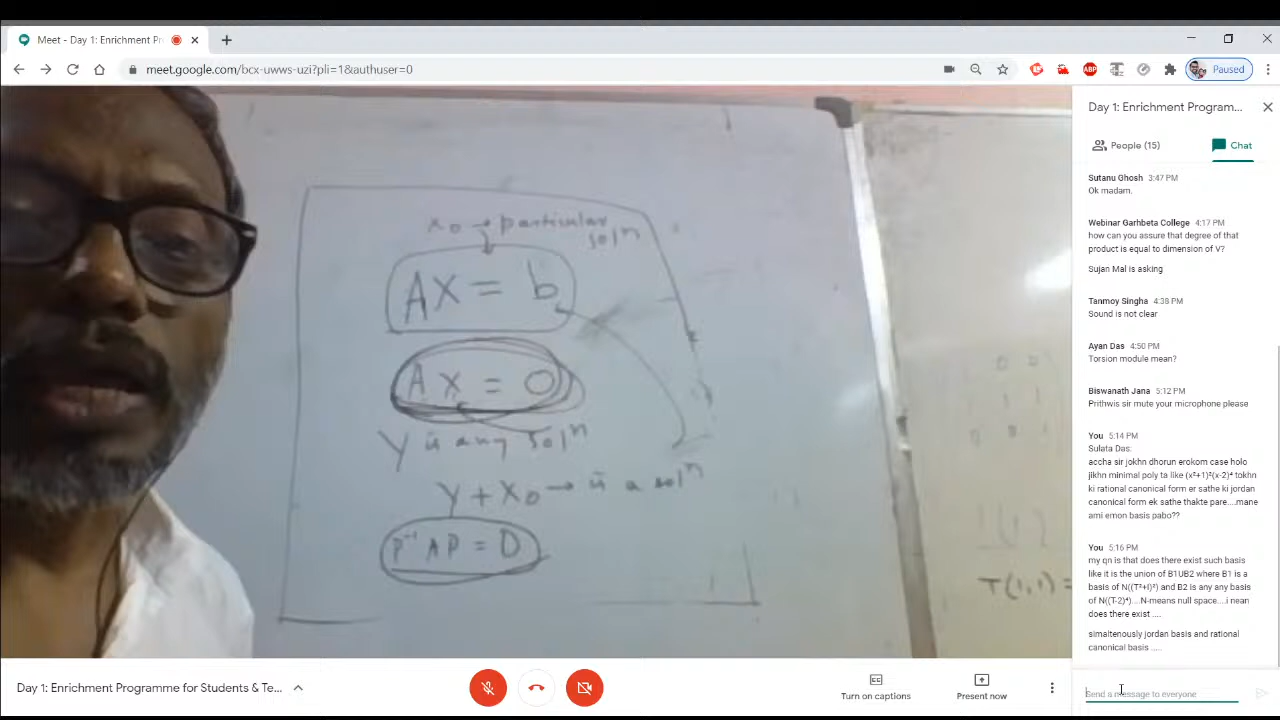 Meet - Day 1: Enrichment Pr
meet.google.com/bcx-uwws-uzi?pli=1&authuser=0
Paused
x₀ → particular
solⁿ
AX = b
AX = 0
Y is any solⁿ
Y + X₀ → is a solⁿ
P⁻¹AP = D
T(1,1) =
Day 1: Enrichment Program...
People (15)
Chat
Sutanu Ghosh 3:47 PM
Ok madam.
Webinar Garhbeta College 4:17 PM
how can you assure that degree of that
product is equal to dimension of V?
Sujan Mal is asking
Tanmoy Singha 4:38 PM
Sound is not clear
Ayan Das 4:50 PM
Torsion module mean?
Biswanath Jana 5:12 PM
Prithwis sir mute your microphone please
You 5:14 PM
Sulata Das:
accha sir jokhn dhorun erokom case holo
jikhn minimal poly ta like (x²+1)²(x-2)⁴ tokhn
ki rational canonical form er sathe ki jordan
canonical form ek sathe thakte pare....mane
ami emon basis pabo??
You 5:16 PM
my qn is that does there exist such basis
like it is the union of B1UB2 where B1 is a
basis of N((T²+I)²) and B2 is any any basis
of N((T-2)⁴)....N-means null space....i nean
does there exist ....
simaltenously jordan basis and rational
canonical basis .....
Send a message to everyone
Day 1: Enrichment Programme for Students & Te...
Turn on captions
Present now
ABP